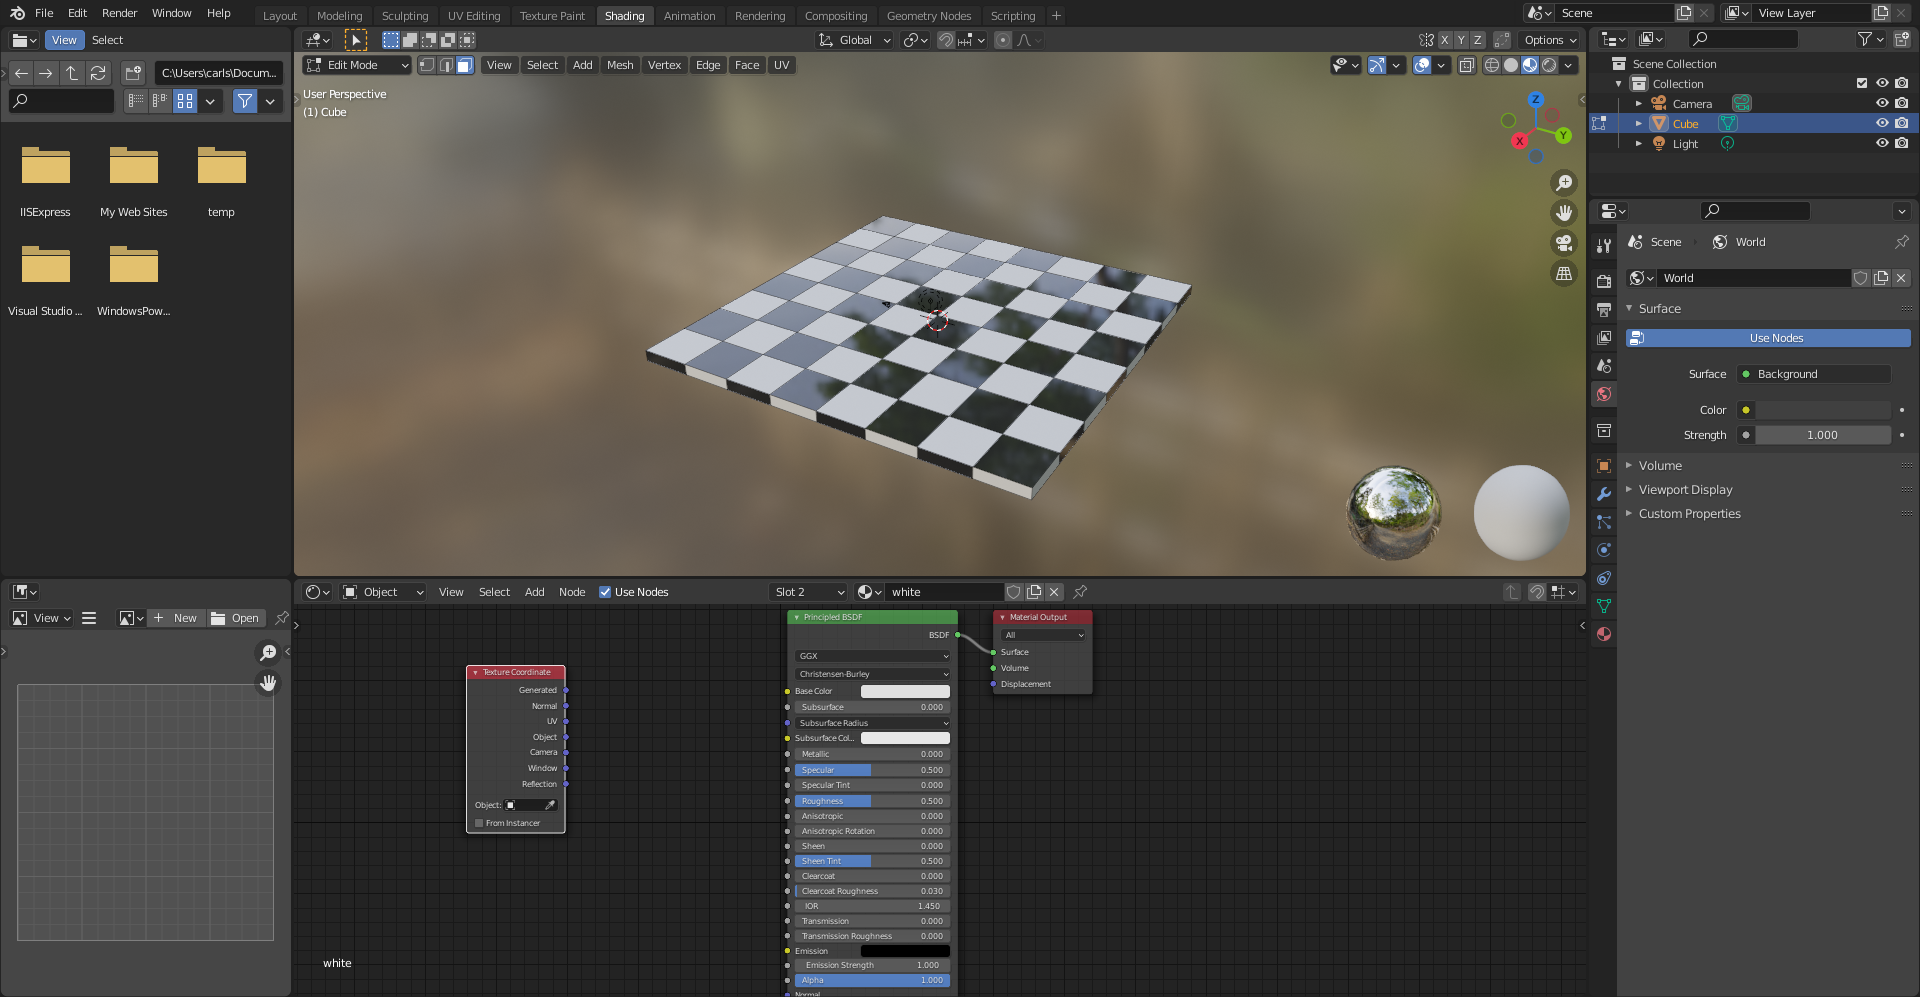 File Edit Render Window Help
Layout Modeling Sculpting UV Editing Texture Paint Shading Animation Rendering Compositing Geometry Nodes Scripting +
Scene
View Layer
View Select
Global
X Y Z
Options
C:\Users\carls\Docum...
Edit Mode
View Select Add Mesh Vertex Edge Face UV
User Perspective
(1) Cube
Z
Y
X
IISExpress
My Web Sites
temp
Visual Studio ...
WindowsPow...
Scene Collection
Collection
Camera
Cube
Light
Scene
World
World
Surface
Use Nodes
Surface
Background
Color
Strength
1.000
Volume
Viewport Display
Custom Properties
View
New
Open
Object
View Select Add Node
Use Nodes
Slot 2
white
Texture Coordinate
Generated
Normal
UV
Object
Camera
Window
Reflection
Object:
From Instancer
Principled BSDF
BSDF
GGX
Christensen-Burley
Base Color
Subsurface 0.000
Subsurface Radius
Subsurface Col...
Metallic 0.000
Specular 0.500
Specular Tint 0.000
Roughness 0.500
Anisotropic 0.000
Anisotropic Rotation 0.000
Sheen 0.000
Sheen Tint 0.500
Clearcoat 0.000
Clearcoat Roughness 0.030
IOR 1.450
Transmission 0.000
Transmission Roughness 0.000
Emission
Emission Strength 1.000
Alpha 1.000
Normal
Material Output
All
Surface
Volume
Displacement
white